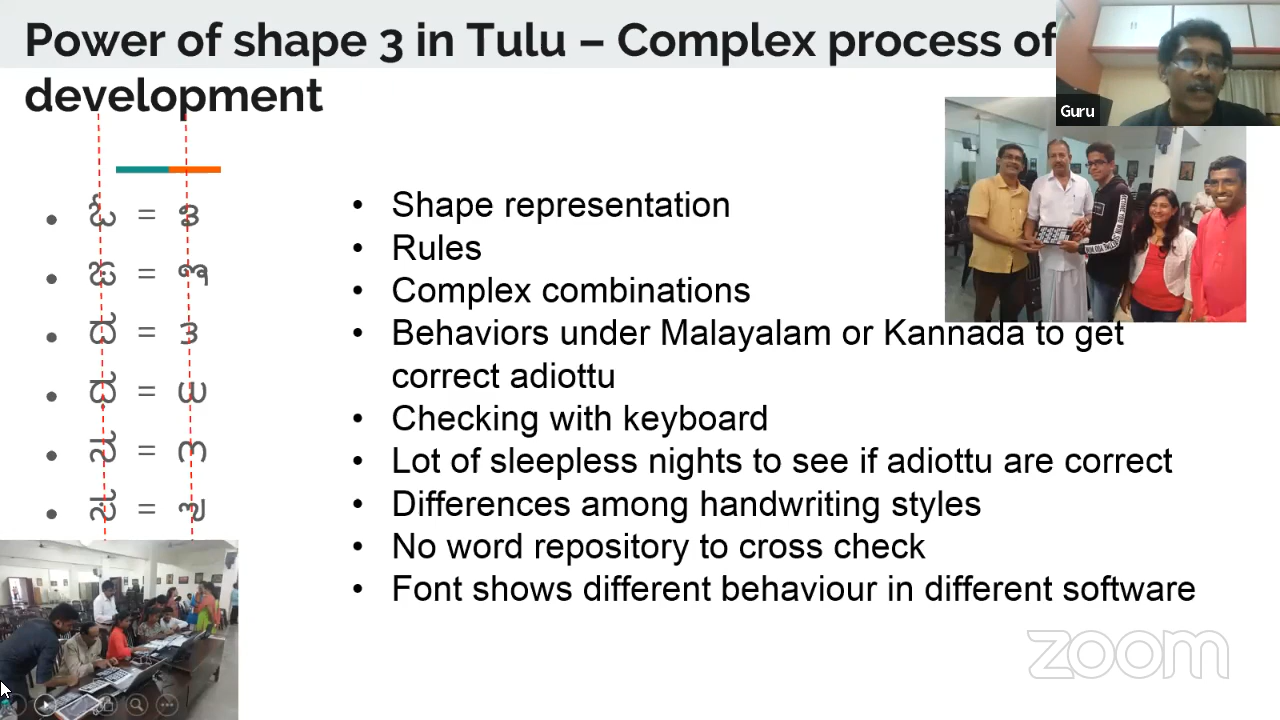 Power of shape 3 in Tulu – Complex process of
development
Guru
• Shape representation
• Rules
• Complex combinations
• Behaviors under Malayalam or Kannada to get
correct adiottu
• Checking with keyboard
• Lot of sleepless nights to see if adiottu are correct
• Differences among handwriting styles
• No word repository to cross check
• Font shows different behaviour in different software
zoom